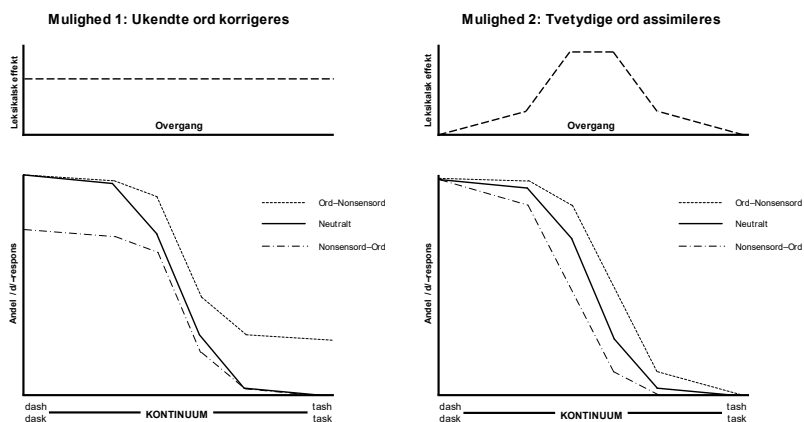 Mulighed 1: Ukendte ord korrigeres
Leksikalsk effekt
Overgang
Andel /d/-respons
Ord–Nonsensord
Neutralt
Nonsensord–Ord
dash
dask
KONTINUUM
tash
task
Mulighed 2: Tvetydige ord assimileres
Leksikalsk effekt
Overgang
Andel /d/-respons
Ord–Nonsensord
Neutralt
Nonsensord–Ord
dash
dask
KONTINUUM
tash
task